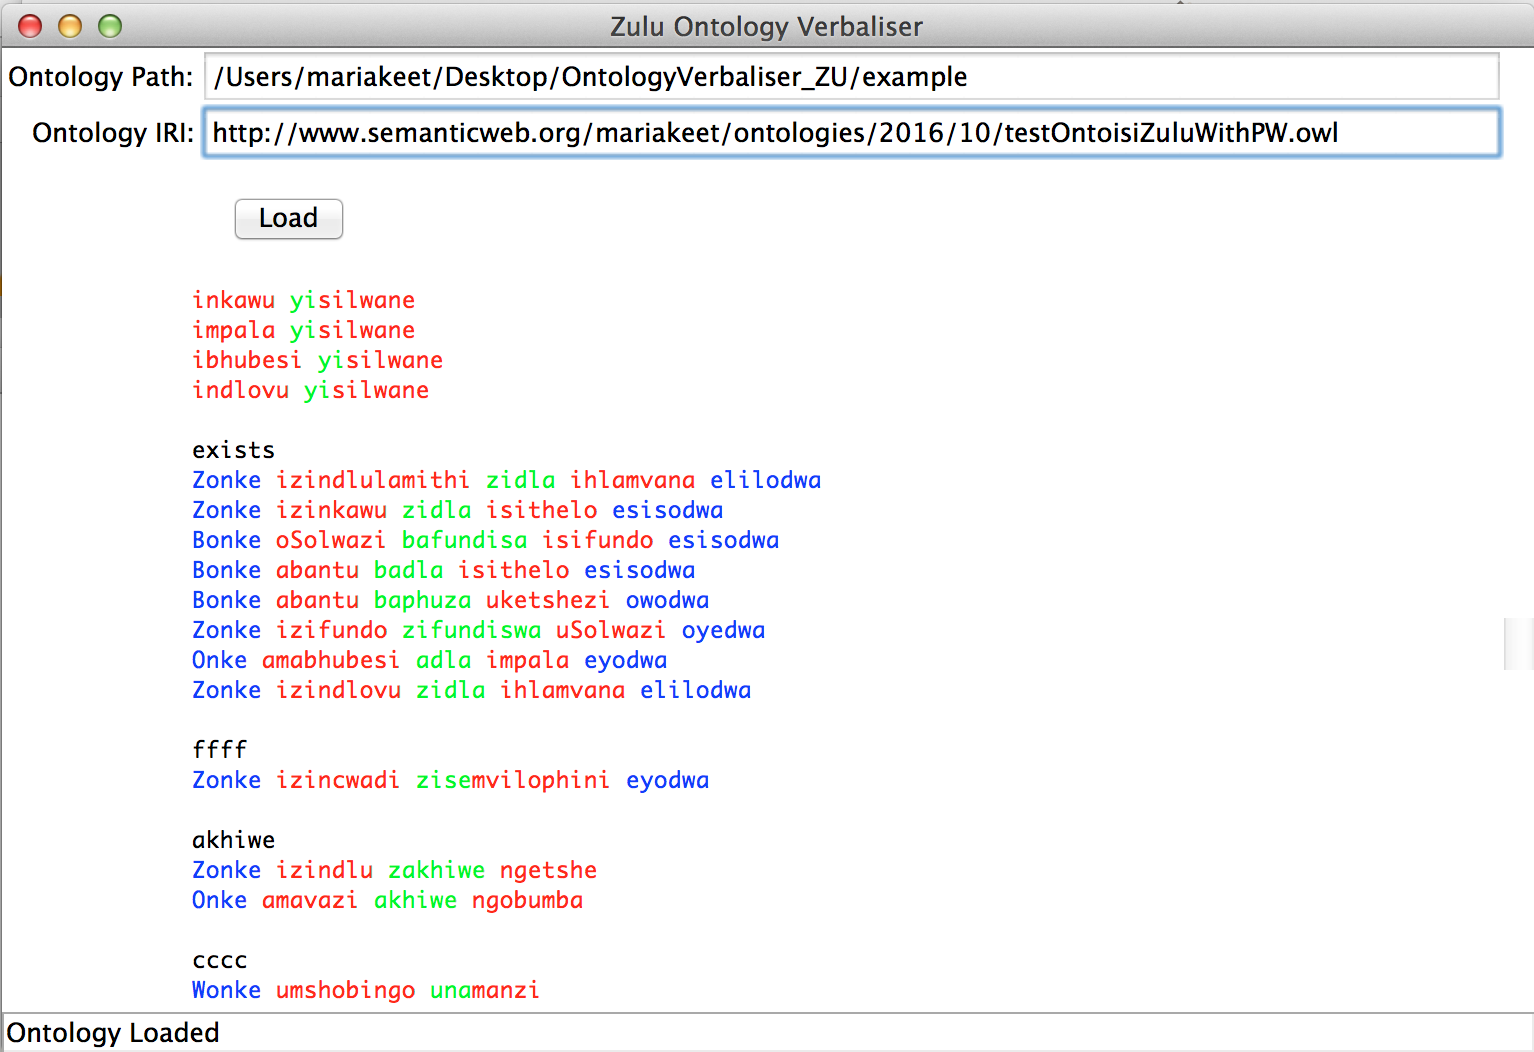 Zulu Ontology Verbaliser
Ontology Path: /Users/mariakeet/Desktop/OntologyVerbaliser_ZU/example
Ontology IRI: http://www.semanticweb.org/mariakeet/ontologies/2016/10/testOntoisiZuluWithPW.owl
Load
inkawu yisilwane
impala yisilwane
ibhubesi yisilwane
indlovu yisilwane
exists
Zonke izindlulamithi zidla ihlamvana elilodwa
Zonke izinkawu zidla isithelo esisodwa
Bonke oSolwazi bafundisa isifundo esisodwa
Bonke abantu badla isithelo esisodwa
Bonke abantu baphuza uketshezi owodwa
Zonke izifundo zifundiswa uSolwazi oyedwa
Onke amabhubesi adla impala eyodwa
Zonke izindlovu zidla ihlamvana elilodwa
ffff
Zonke izincwadi zisemvilophini eyodwa
akhiwe
Zonke izindlu zakhiwe ngetshe
Onke amavazi akhiwe ngobumba
cccc
Wonke umshobingo unamanzi
Ontology Loaded